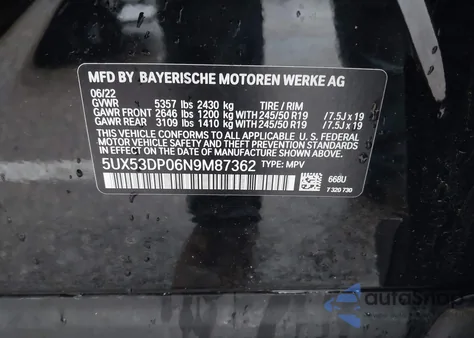 MFD BY BAYERISCHE MOTOREN WERKE AG
06/22
GVWR 5357 lbs 2430 kg TIRE / RIM
GAWR FRONT 2646 lbs 1200 kg WITH 245/50 R19 /7.5J x 19
GAWR REAR 3109 lbs 1410 kg WITH 245/50 R19 /7.5J x 19
THIS VEHICLE CONFORMS TO ALL APPLICABLE U. S. FEDERAL
MOTOR VEHICLE SAFETY, BUMPER, AND THEFT PREVENTION
STANDARDS IN EFFECT ON THE DATE OF MANUFACTURE SHOWN ABOVE.
5UX53DP06N9M87362 TYPE: MPV
668U
7 320 730
autoShop